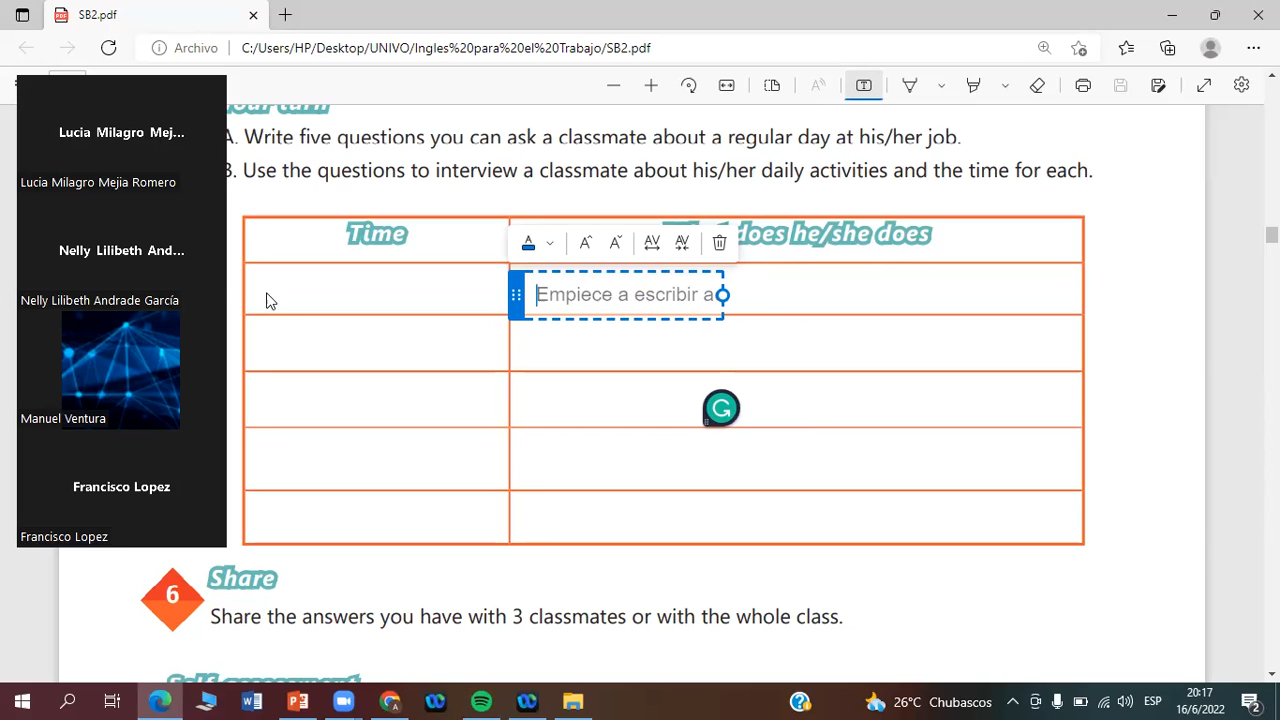 SB2.pdf
Archivo
C:/Users/HP/Desktop/UNIVO/Ingles%20para%20el%20Trabajo/SB2.pdf
A. Write five questions you can ask a classmate about a regular day at his/her job.
B. Use the questions to interview a classmate about his/her daily activities and the time for each.
Lucia Milagro Mej...
Lucia Milagro Mejia Romero
Nelly Lilibeth And...
Nelly Lilibeth Andrade García
Manuel Ventura
Francisco Lopez
Francisco Lopez
Time
does he/she does
Empiece a escribir a
6
Share
Share the answers you have with 3 classmates or with the whole class.
Self-assessment
26°C Chubascos
ESP
20:17
16/6/2022
2